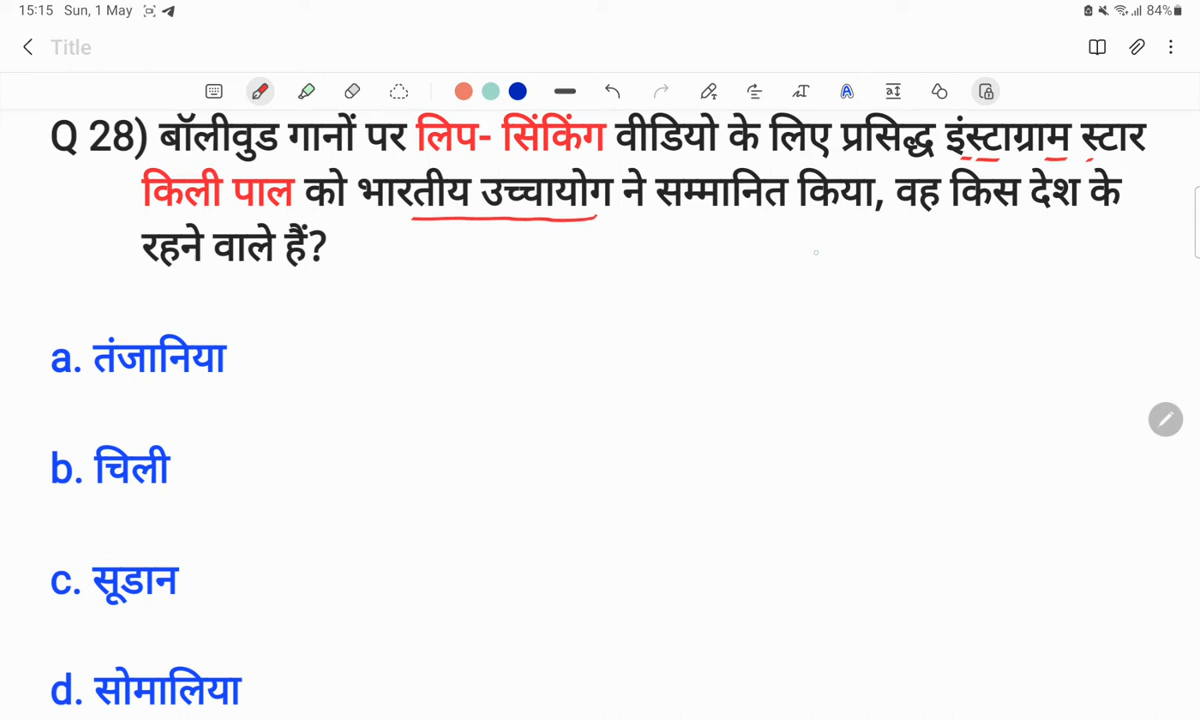 15:15 Sun, 1 May 84%
Title
Q 28) बॉलीवुड गानों पर लिप- सिंकिंग वीडियो के लिए प्रसिद्ध इंस्टाग्राम स्टार
किली पाल को भारतीय उच्चायोग ने सम्मानित किया, वह किस देश के
रहने वाले हैं?
a. तंजानिया
b. चिली
c. सूडान
d. सोमालिया